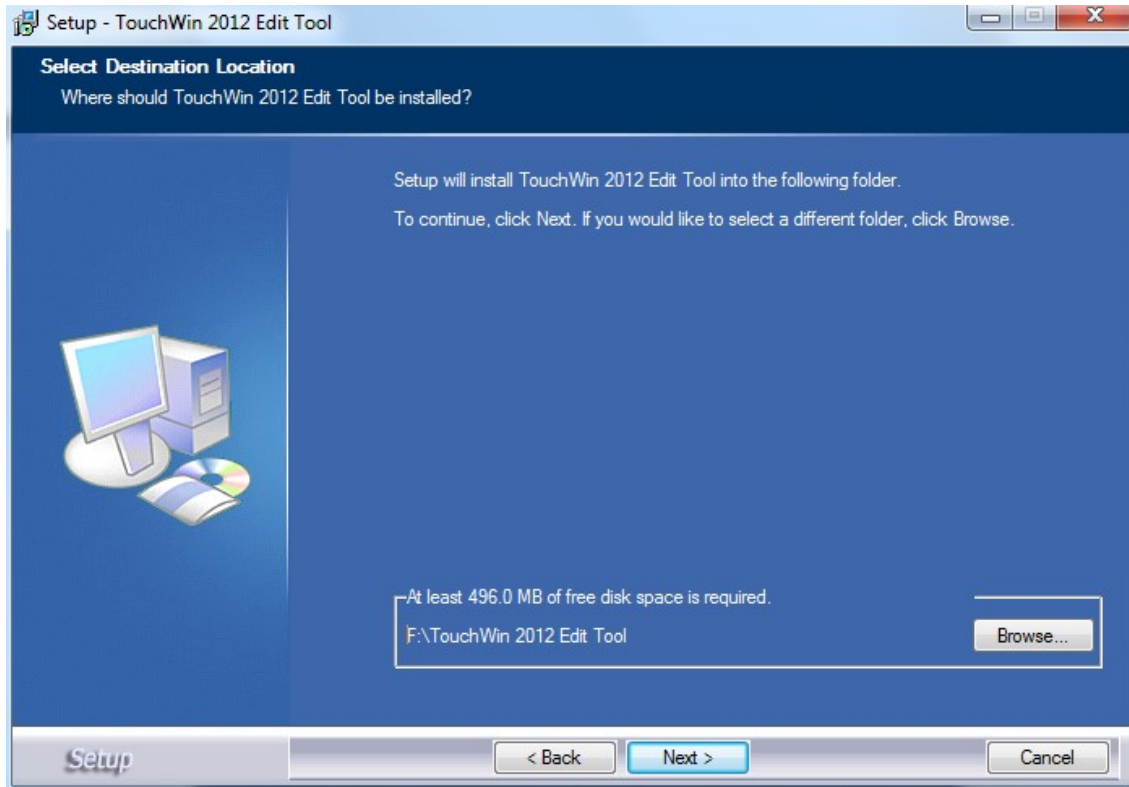 Setup - TouchWin 2012 Edit Tool
Select Destination Location
Where should TouchWin 2012 Edit Tool be installed?
Setup will install TouchWin 2012 Edit Tool into the following folder.
To continue, click Next. If you would like to select a different folder, click Browse.
At least 496.0 MB of free disk space is required.
F:\TouchWin 2012 Edit Tool
Browse...
Setup
< Back
Next >
Cancel